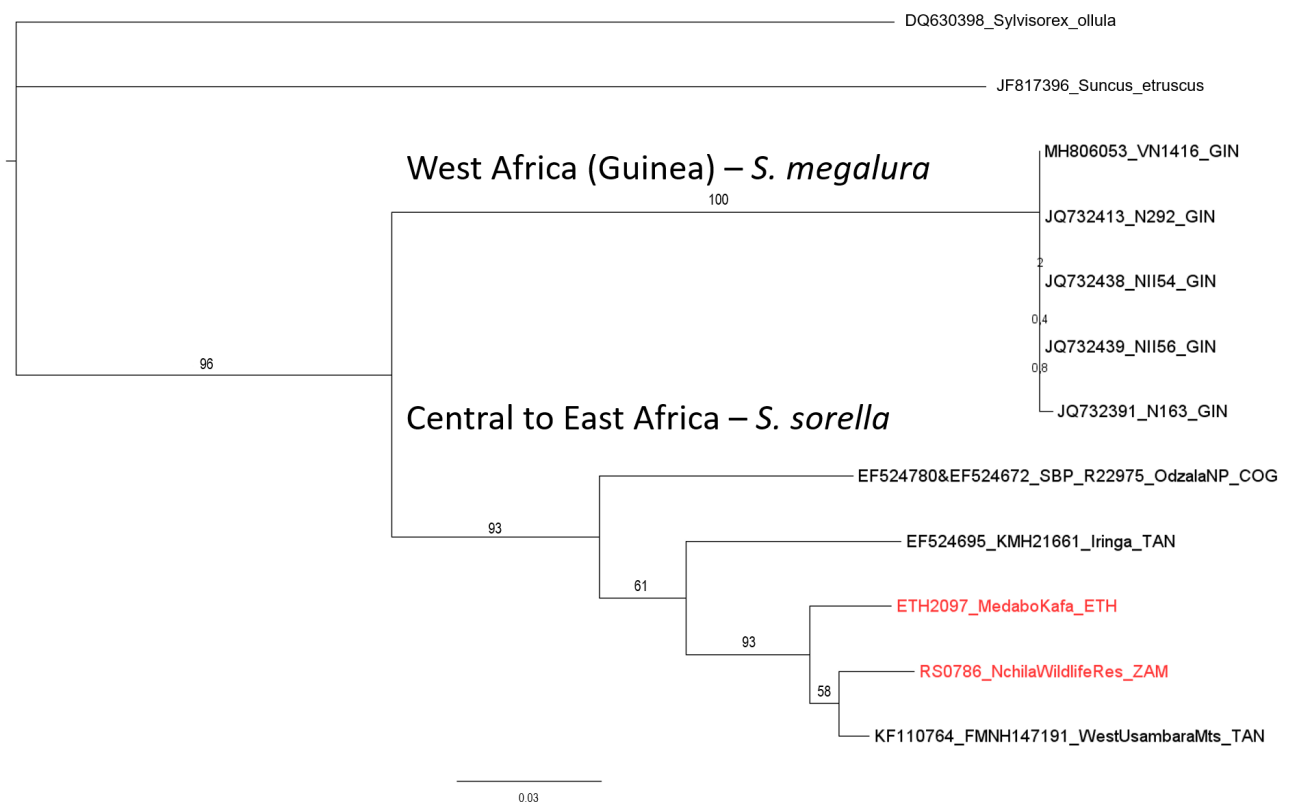 DQ630398_Sylvisorex_ollula
JF817396_Suncus_etruscus
MH806053_VN1416_GIN
West Africa (Guinea) – S. megalura
100
JQ732413_N292_GIN
2
JQ732438_NII54_GIN
0,4
JQ732439_NII56_GIN
96
0,8
Central to East Africa – S. sorella
JQ732391_N163_GIN
EF524780&EF524672_SBP_R22975_OdzalaNP_COG
93
EF524695_KMH21661_Iringa_TAN
61
ETH2097_MedaboKafa_ETH
93
RS0786_NchilaWildlifeRes_ZAM
58
KF110764_FMNH147191_WestUsambaraMts_TAN
0.03